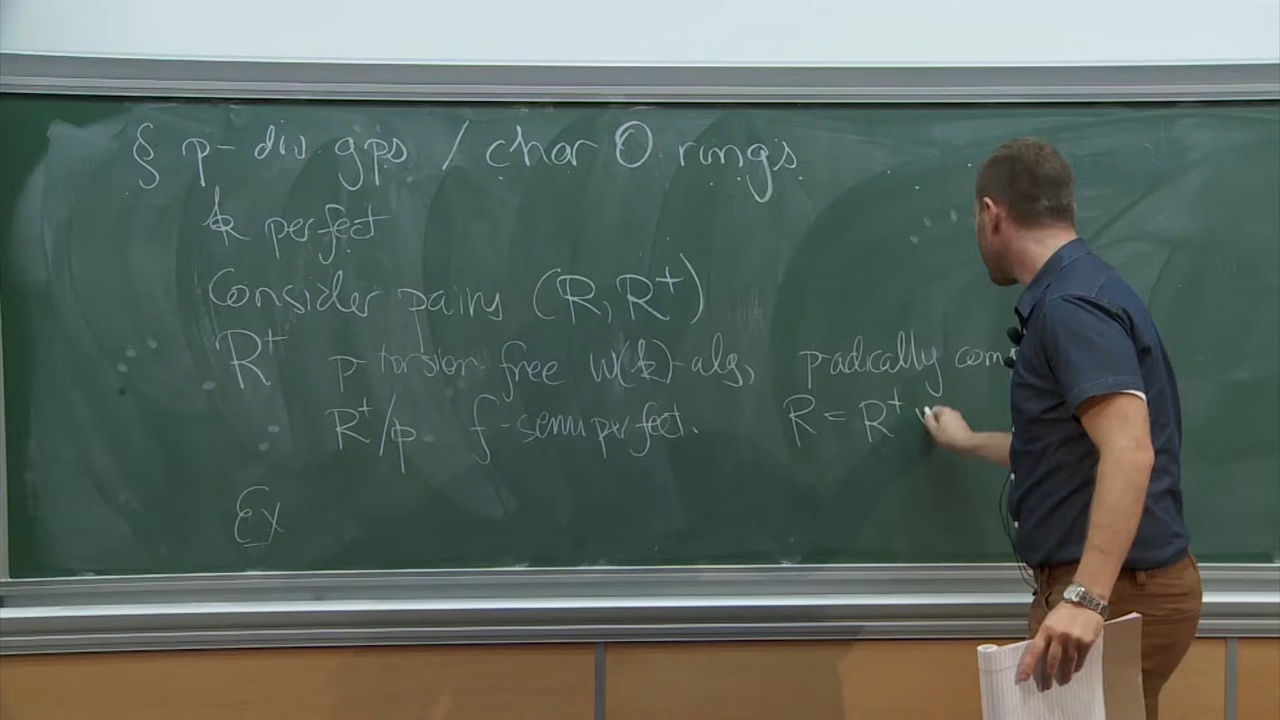 § p-div. gps / char 0 rings
k perfect
Consider pairs (R, R⁺)
R⁺ p-torsion free W(k)-alg, p adically com
R⁺/p f-semiperfect. R = R⁺
Ex